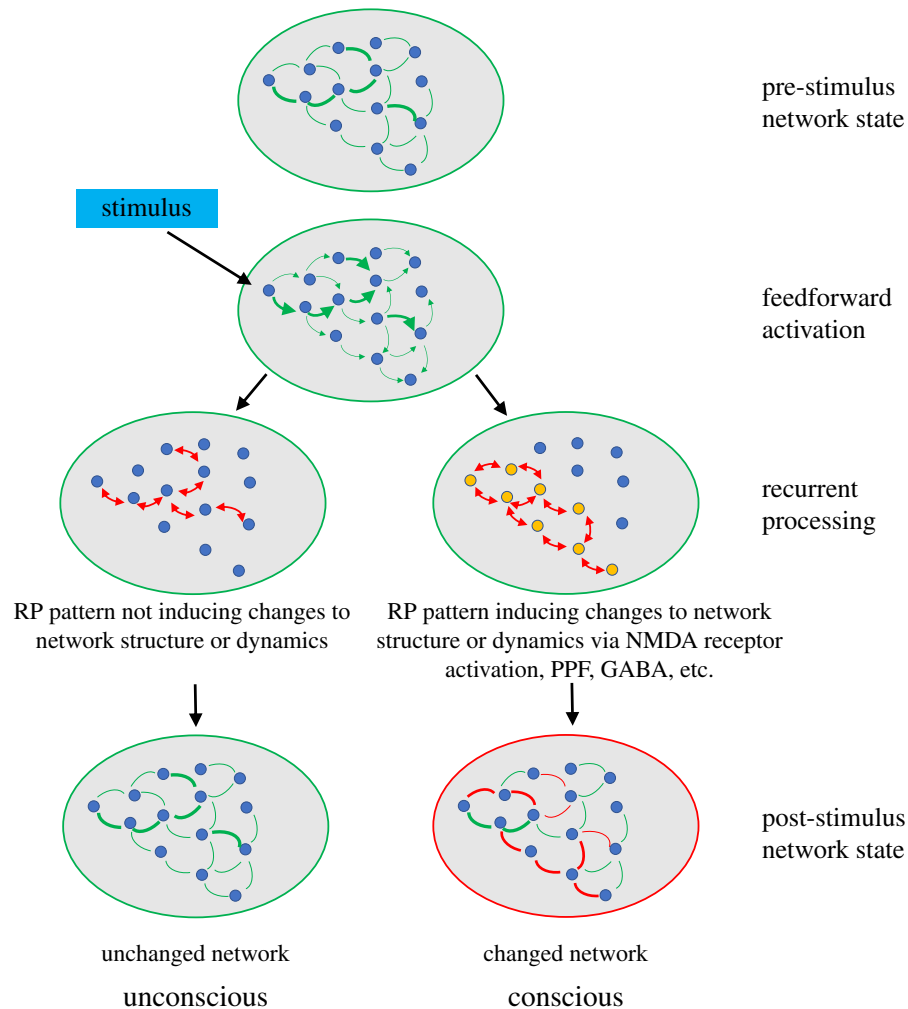 pre-stimulus
network state
stimulus
feedforward
activation
recurrent
processing
RP pattern not inducing changes to
network structure or dynamics
RP pattern inducing changes to network
structure or dynamics via NMDA receptor
activation, PPF, GABA, etc.
post-stimulus
network state
unchanged network
changed network
unconscious
conscious